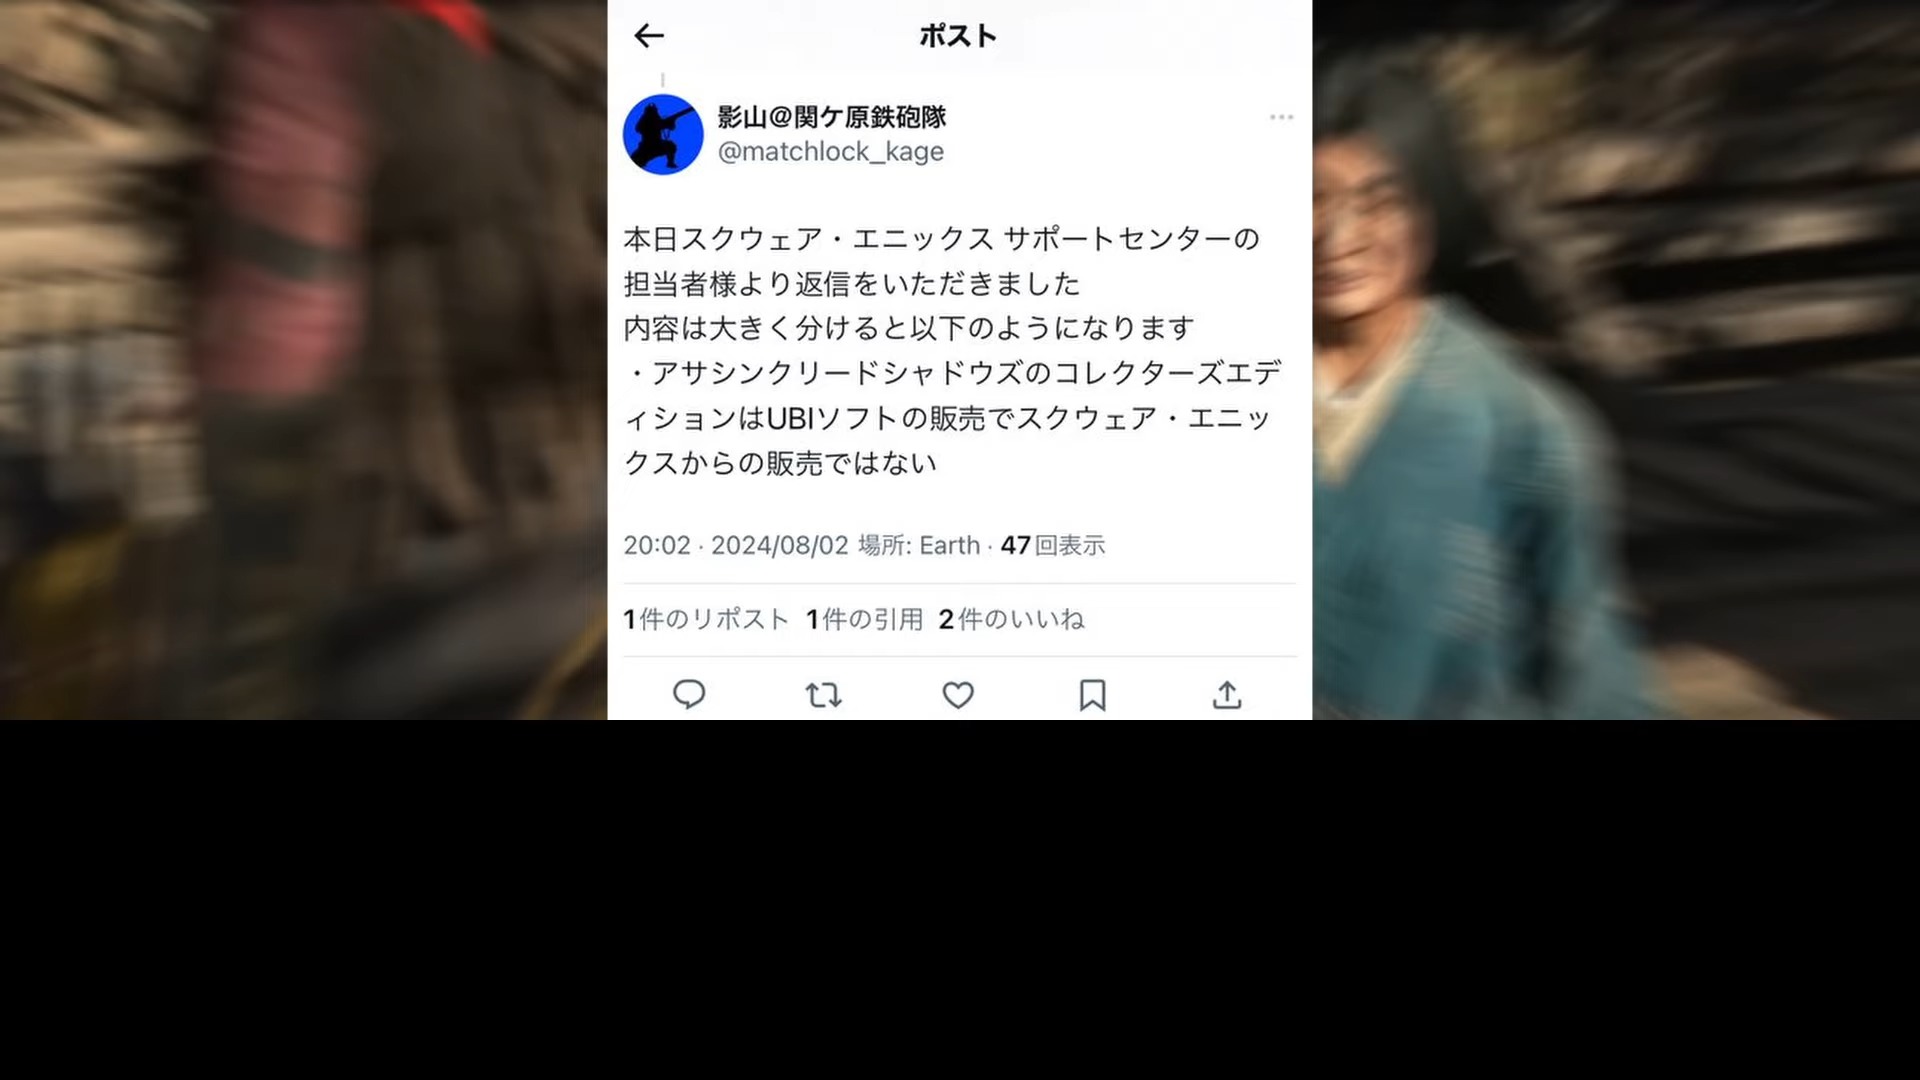 ポスト
影山@関ケ原鉄砲隊
@matchlock_kage
本日スクウェア・エニックス サポートセンターの
担当者様より返信をいただきました
内容は大きく分けると以下のようになります
・アサシンクリードシャドウズのコレクターズエデ
ィションはUBIソフトの販売でスクウェア・エニッ
クスからの販売ではない
20:02 · 2024/08/02 場所: Earth · 47回表示
1件のリポスト 1件の引用 2件のいいね